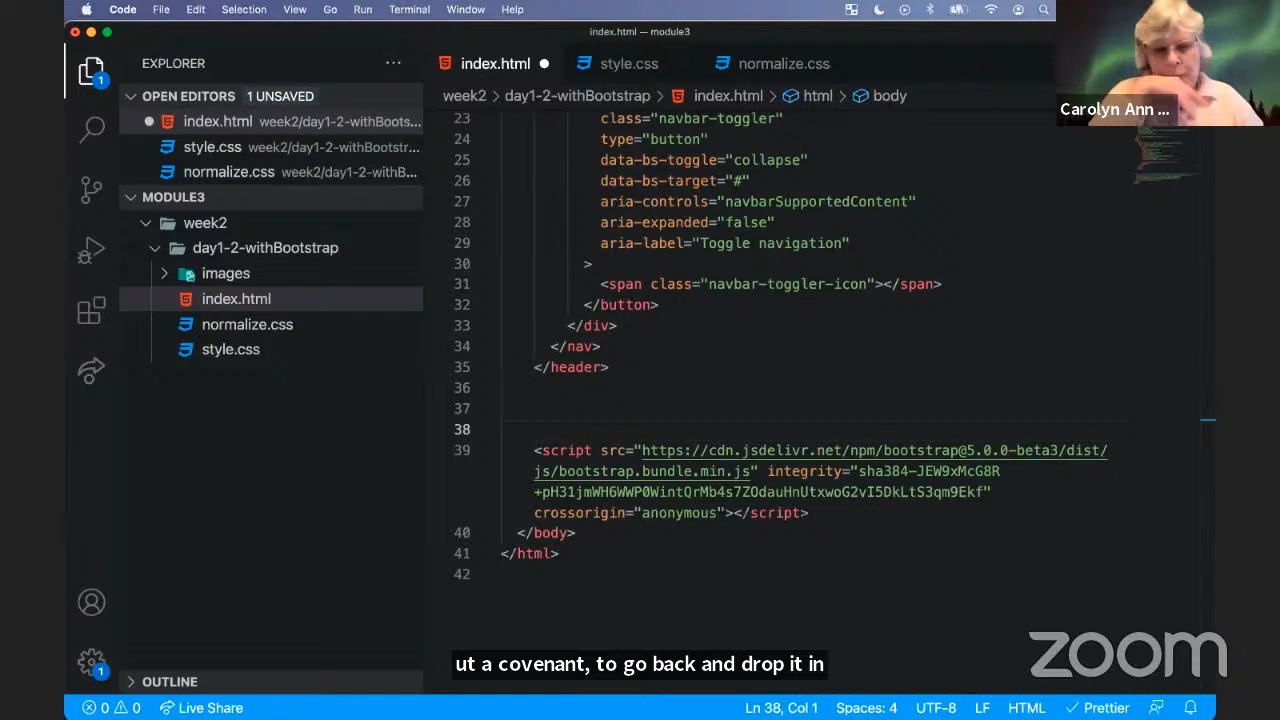 Code File Edit Selection View Go Run Terminal Window Help
index.html — module3
EXPLORER
index.html
style.css
normalize.css
OPEN EDITORS 1 UNSAVED
week2 > day1-2-withBootstrap > index.html > html > body
index.html week2/day1-2-withBoots...
style.css week2/day1-2-withBootstr...
normalize.css week2/day1-2-withB...
MODULE3
week2
day1-2-withBootstrap
images
index.html
normalize.css
style.css
23 class="navbar-toggler"
24 type="button"
25 data-bs-toggle="collapse"
26 data-bs-target="#"
27 aria-controls="navbarSupportedContent"
28 aria-expanded="false"
29 aria-label="Toggle navigation"
30 >
31 <span class="navbar-toggler-icon"></span>
32 </button>
33 </div>
34 </nav>
35 </header>
36
37
38
39 <script src="https://cdn.jsdelivr.net/npm/bootstrap@5.0.0-beta3/dist/
js/bootstrap.bundle.min.js" integrity="sha384-JEW9xMcG8R
+pH31jmWH6WWP0WintQrMb4s7ZOdauHnUtxwoG2vI5DkLtS3qm9Ekf"
crossorigin="anonymous"></script>
40 </body>
41 </html>
42
Carolyn Ann ...
1
1
OUTLINE
ut a covenant, to go back and drop it in
zoom
0 0 Live Share
Ln 38, Col 1 Spaces: 4 UTF-8 LF HTML Prettier